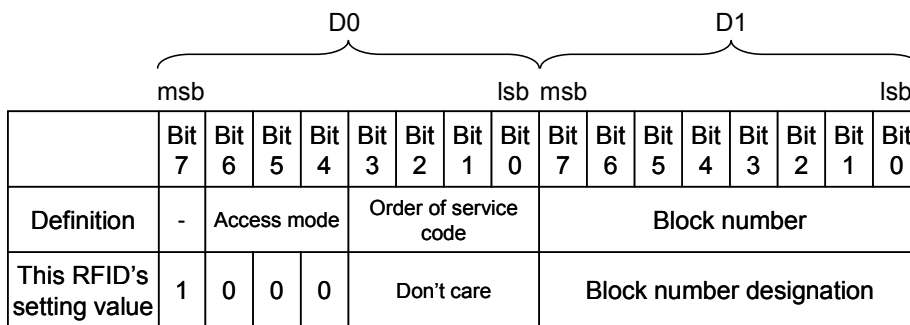 D0 D1
msb lsb msb lsb
Bit 7 Bit 6 Bit 5 Bit 4 Bit 3 Bit 2 Bit 1 Bit 0 Bit 7 Bit 6 Bit 5 Bit 4 Bit 3 Bit 2 Bit 1 Bit 0
Definition - Access mode Order of service code Block number
This RFID's setting value 1 0 0 0 Don't care Block number designation